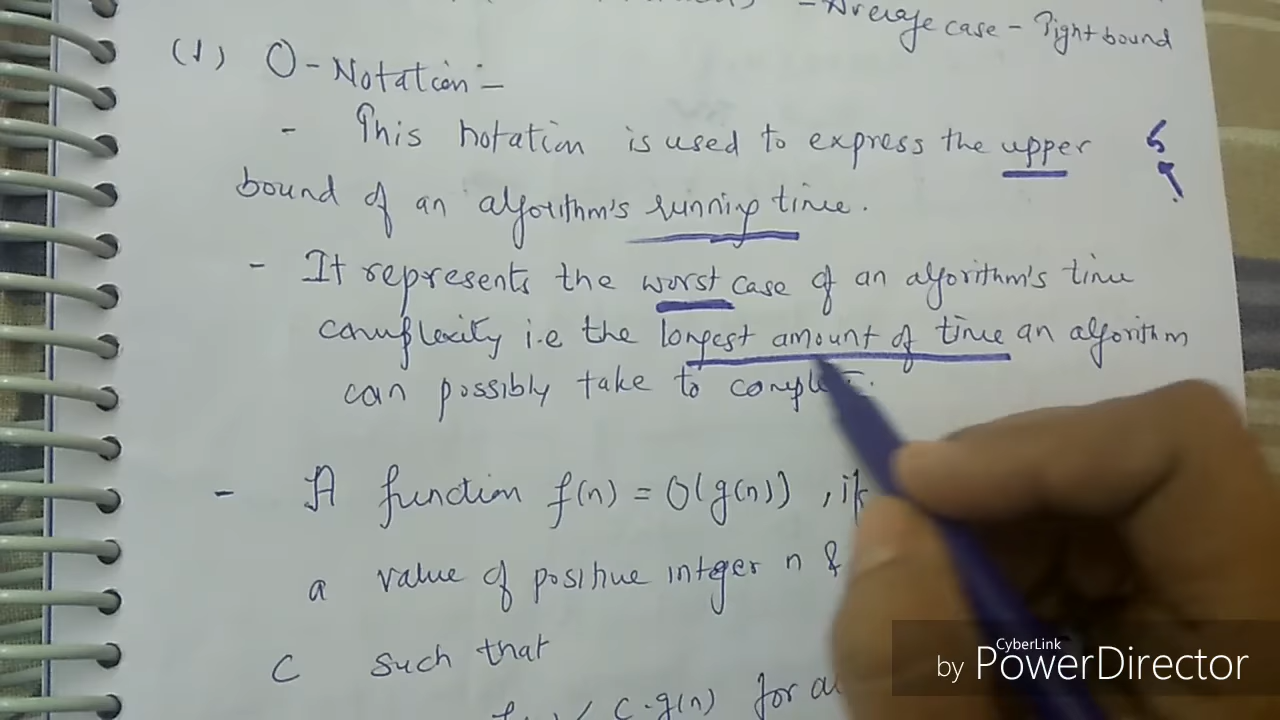 - Average case - Tight bound
(1) O-Notation:-
- This notation is used to express the upper
bound of an algorithm's running time.
- It represents the worst case of an algorithm's time
complexity i.e the longest amount of time an algorithm
can possibly take to complete.
- A function f(n) = O(g(n)), if
a value of positive integer n &
C such that
C.g(n) for
CyberLink
by PowerDirector